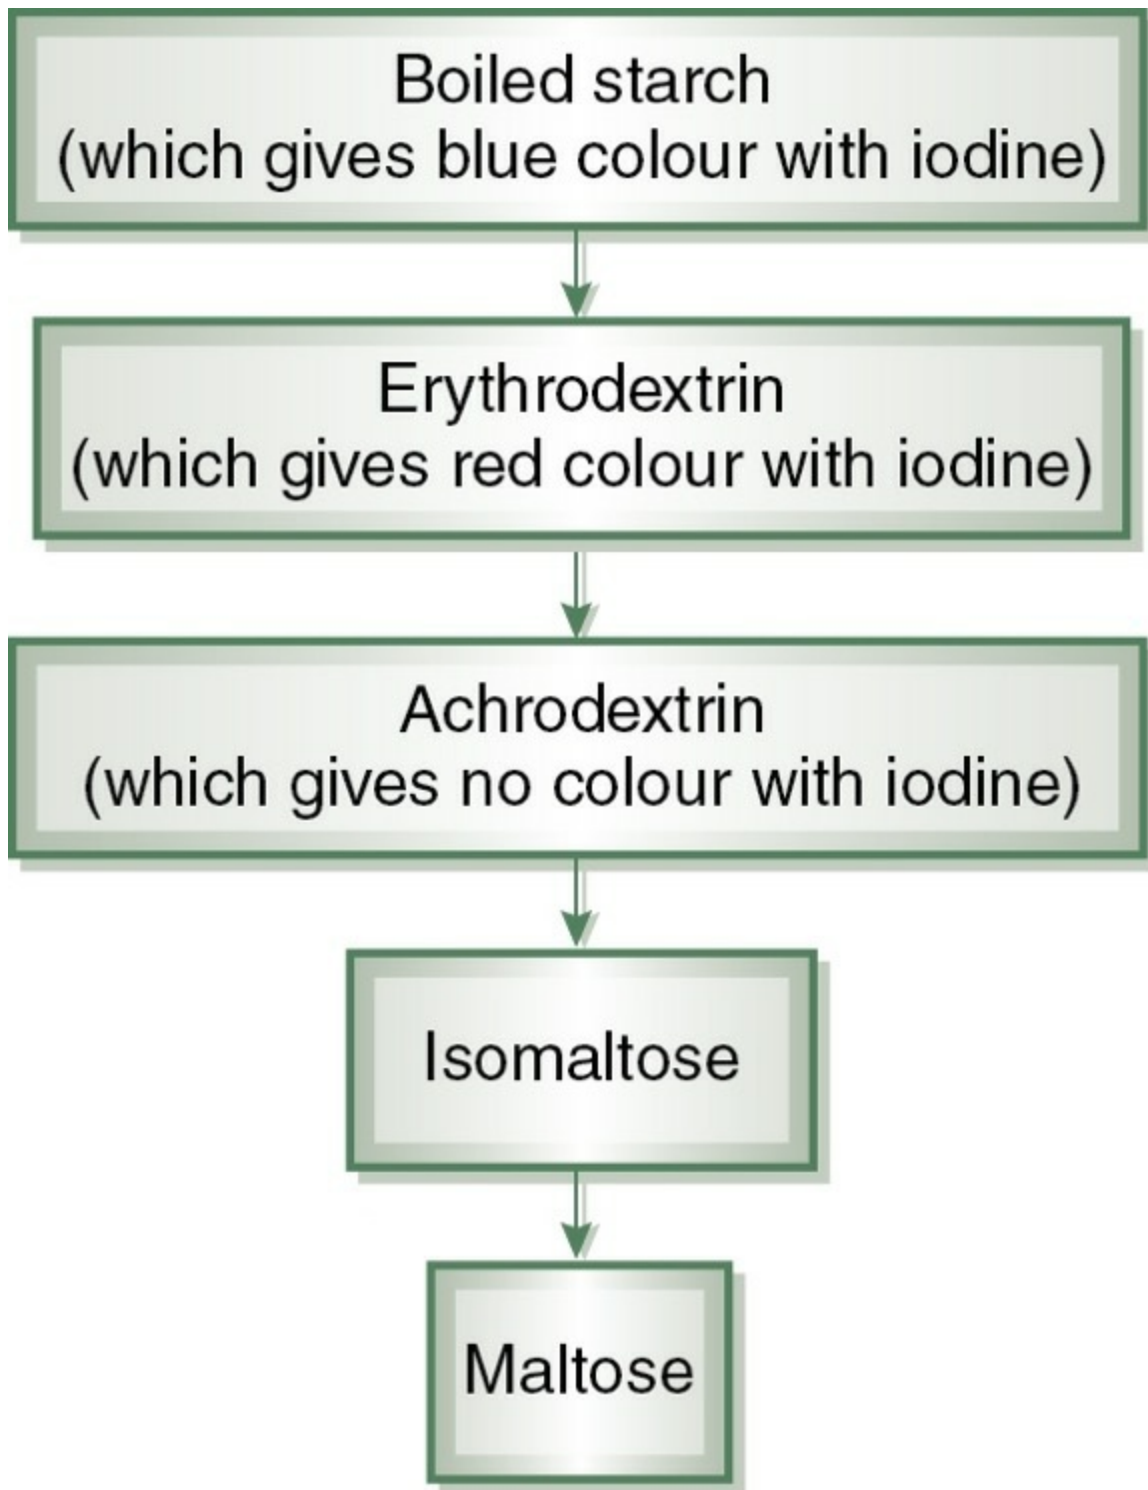 Boiled starch
(which gives blue colour with iodine)
Erythrodextrin
(which gives red colour with iodine)
Achrodextrin
(which gives no colour with iodine)
Isomaltose
Maltose